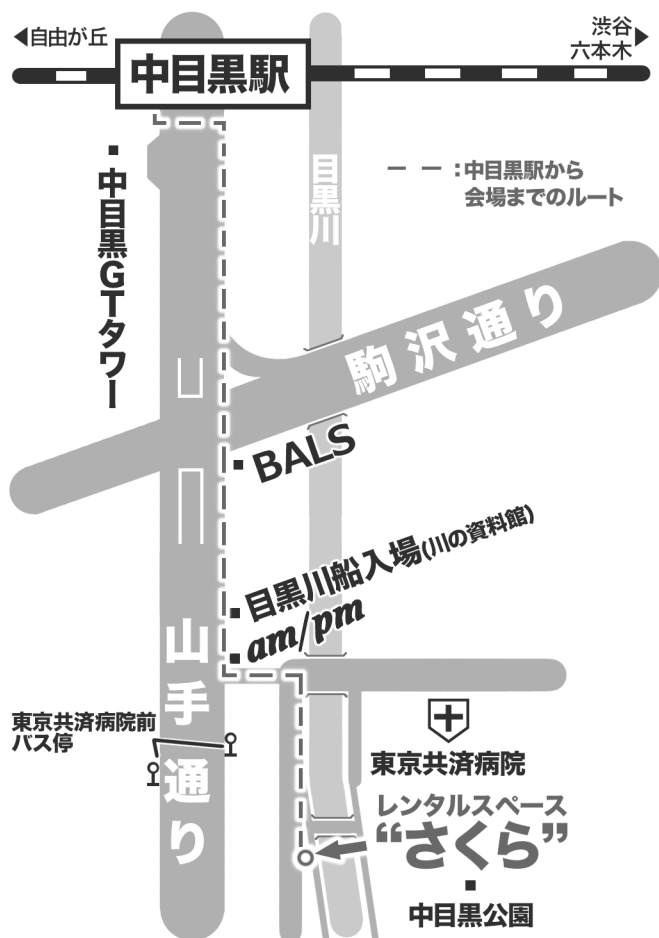 自由が丘
渋谷
六本木
中目黒駅
目黒川
:中目黒駅から
会場までのルート
中目黒GTタワー
駒沢通り
BALS
目黒川船入場(川の資料館)
am/pm
山手通り
東京共済病院前
バス停
東京共済病院
レンタルスペース
“さくら”
中目黒公園